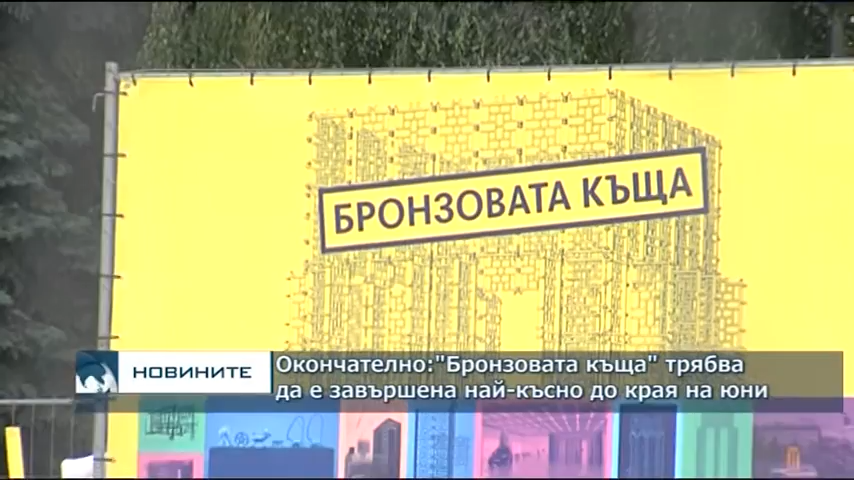 БРОНЗОВАТА КЪЩА
НОВИНИТЕ
Окончателно:"Бронзовата къща" трябва
да е завършена най-късно до края на юни